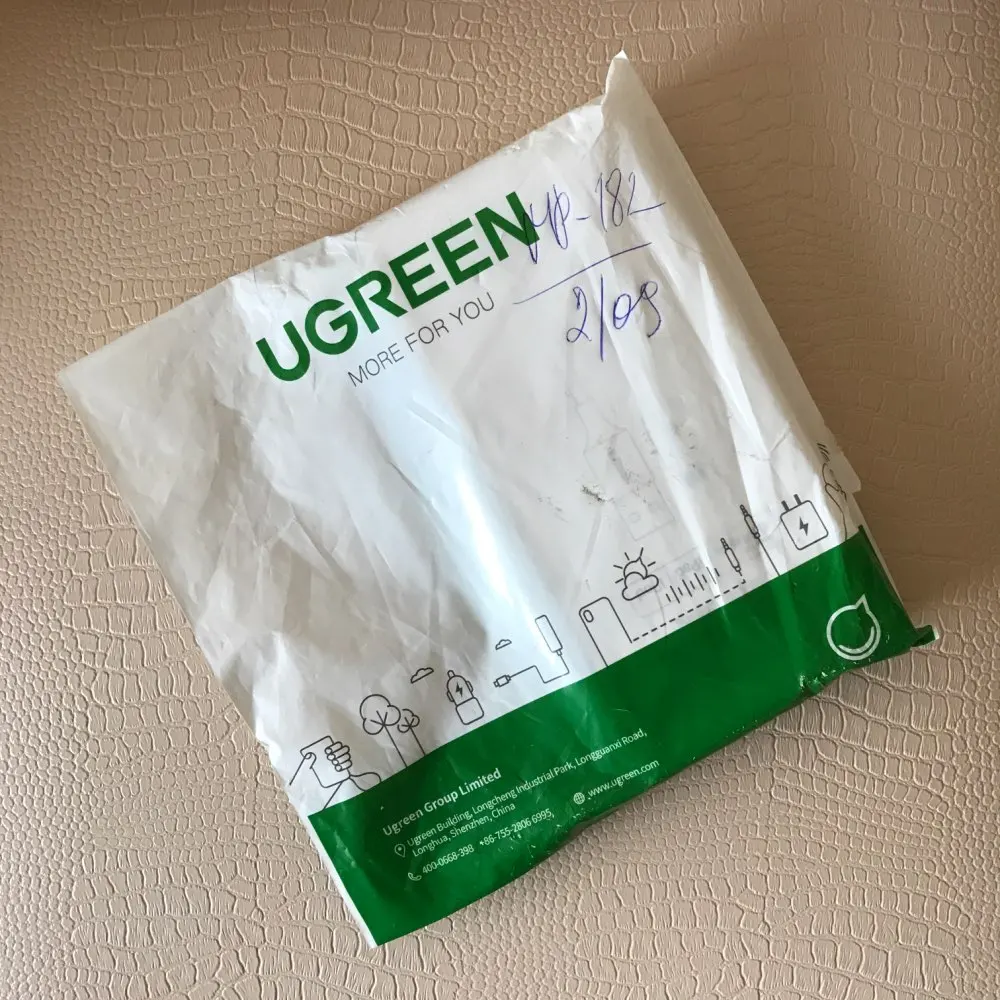 UGREEN
MORE FOR YOU
-182
2/09
Ugreen Group Limited
Ugreen Building, Longcheng Industrial Park, Longguanxi Road,
Longhua, Shenzhen, China
400-0668-398 +86-755-2806 6995
www.ugreen.com